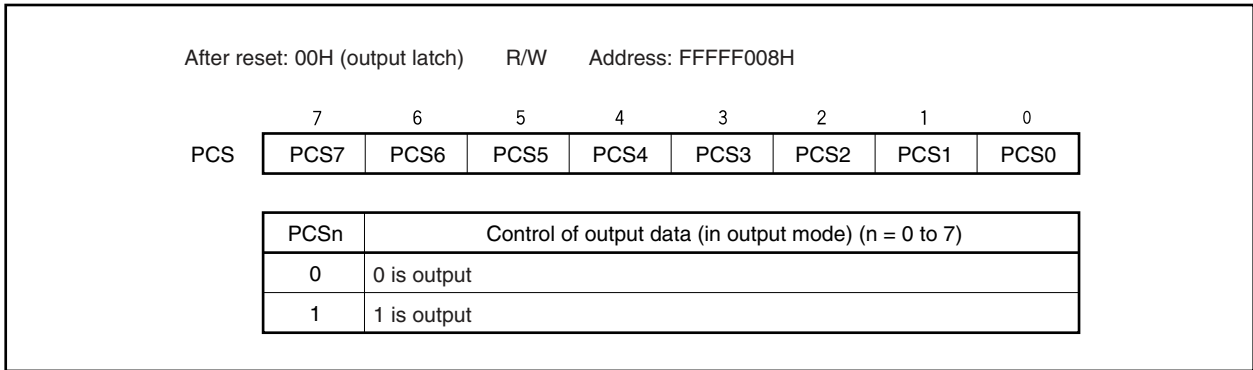 After reset: 00H (output latch) R/W Address: FFFFF008H
7 6 5 4 3 2 1 0
PCS PCS7 PCS6 PCS5 PCS4 PCS3 PCS2 PCS1 PCS0
PCSn Control of output data (in output mode) (n = 0 to 7)
0 0 is output
1 1 is output